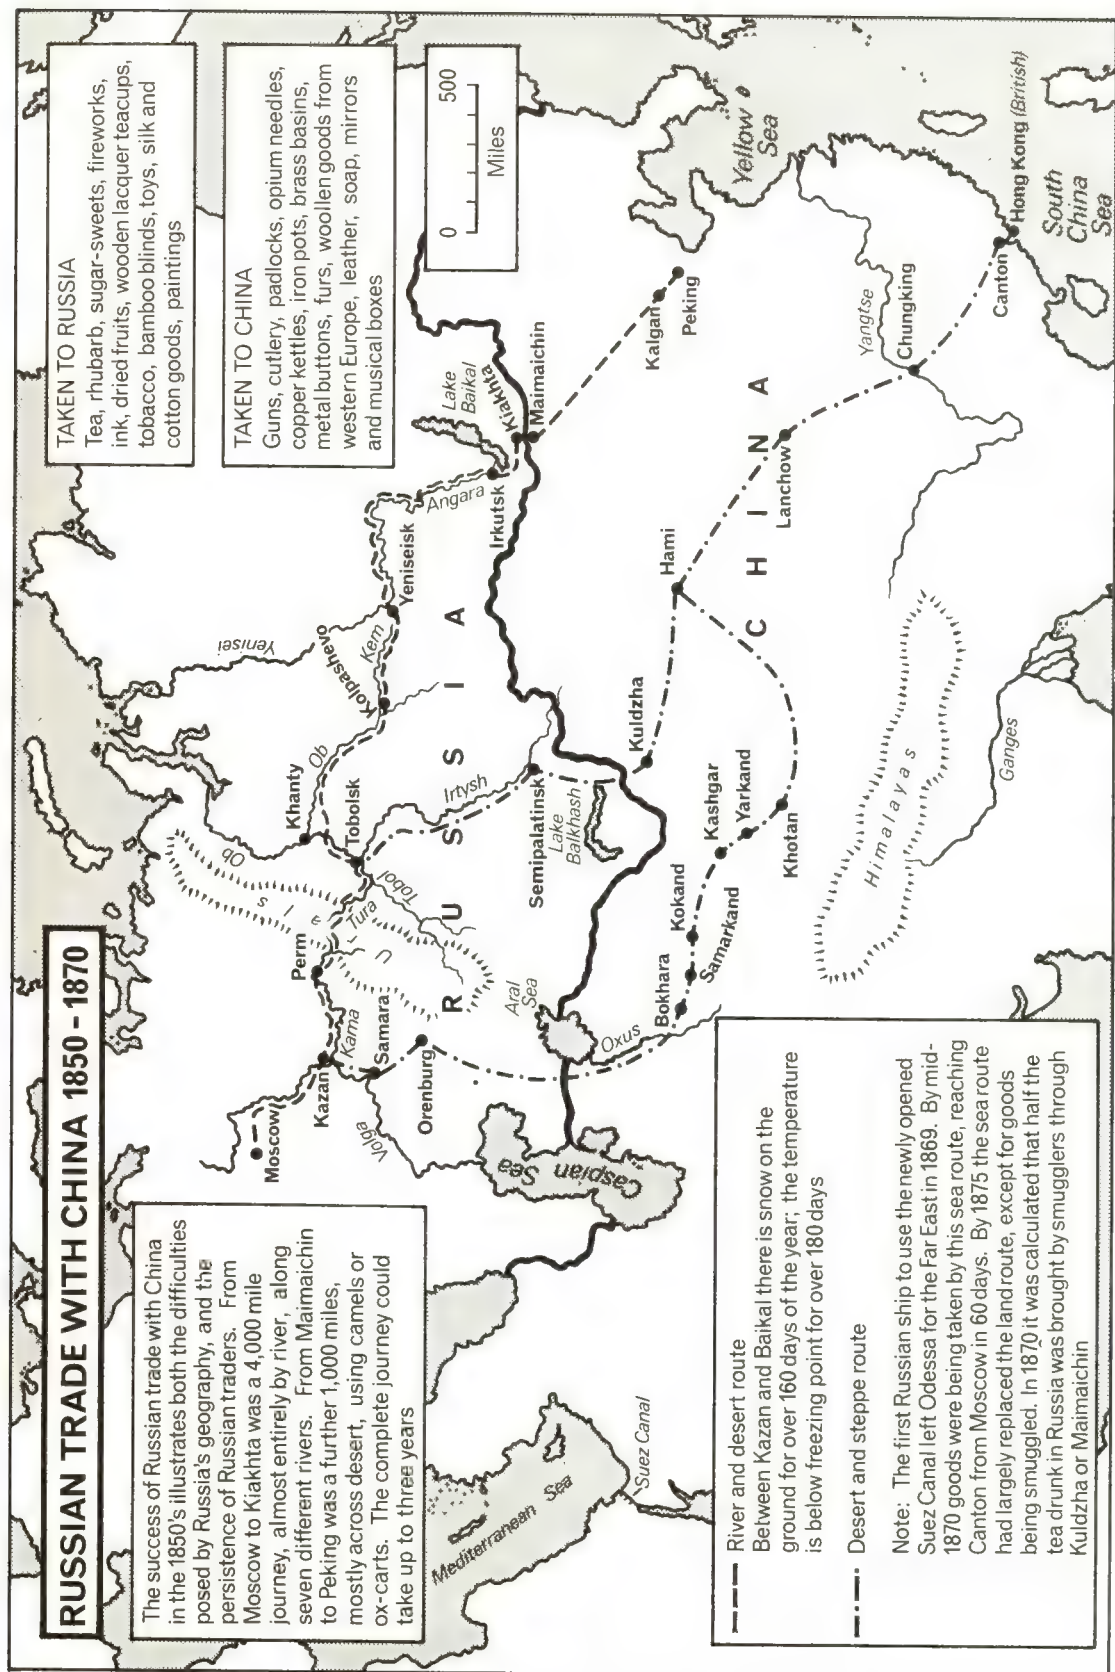 RUSSIAN TRADE WITH CHINA 1850-1870
The success of Russian trade with China
in the 1850's illustrates both the difficulties
posed by Russia's geography, and the
persistence of Russian traders. From
Moscow to Kiakhta was a 4,000 mile
journey, almost entirely by river, along
seven different rivers. From Maimaichin
to Peking was a further 1,000 miles,
mostly across desert, using camels or
ox-carts. The complete journey could
take up to three years
TAKEN TO RUSSIA
Tea, rhubarb, sugar-sweets, fireworks,
ink, dried fruits, wooden lacquer teacups,
tobacco, bamboo blinds, toys, silk and
cotton goods, paintings
TAKEN TO CHINA
Guns, cutlery, padlocks, opium needles,
copper kettles, iron pots, brass basins,
metal buttons, furs, woollen goods from
western Europe, leather, soap, mirrors
and musical boxes
0 500
Miles
Moscow
Kazan
Kama
Perm
Samara
Volga
Orenburg
Urals
Ob
Tura
Tobol
Khanty
Tobolsk
Ob
Irtysh
Yenisei
Kolpashevo
Kem
Yeniseisk
Angara
Irkutsk
Lake
Baikal
Kiakhta
Maimaichin
RUSSIA
Semipalatinsk
Lake
Balkhash
Kuldzha
Aral
Sea
Oxus
Caspian
Sea
Bokhara
Samarkand
Kokand
Kashgar
Yarkand
Khotan
Hami
Lanchow
CHINA
Kalgan
Peking
Yellow
Sea
Yangtse
Chungking
Canton
Hong Kong (British)
South
China
Sea
Himalayas
Ganges
Mediterranean Sea
Suez Canal
River and desert route
Between Kazan and Baikal there is snow on the
ground for over 160 days of the year; the temperature
is below freezing point for over 180 days
Desert and steppe route
Note: The first Russian ship to use the newly opened
Suez Canal left Odessa for the Far East in 1869. By mid-
1870 goods were being taken by this sea route, reaching
Canton from Moscow in 60 days. By 1875 the sea route
had largely replaced the land route, except for goods
being smuggled. In 1870 it was calculated that half the
tea drunk in Russia was brought by smugglers through
Kuldzha or Maimaichin